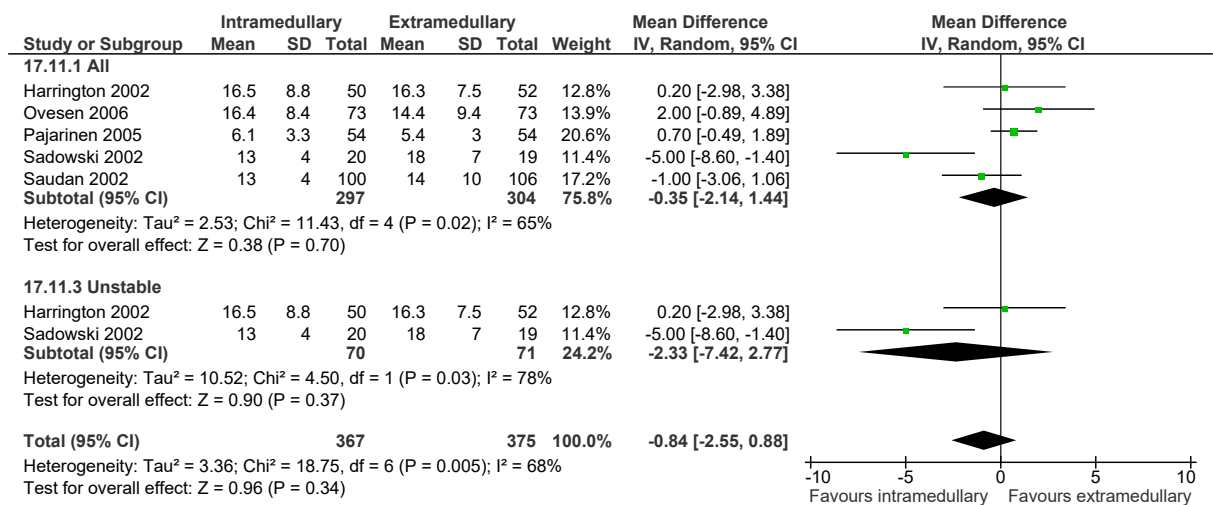 Intramedullary Extramedullary Mean Difference Mean Difference
Study or Subgroup Mean SD Total Mean SD Total Weight IV, Random, 95% CI IV, Random, 95% CI
17.11.1 All
Harrington 2002 16.5 8.8 50 16.3 7.5 52 12.8% 0.20 [-2.98, 3.38]
Ovesen 2006 16.4 8.4 73 14.4 9.4 73 13.9% 2.00 [-0.89, 4.89]
Pajarinen 2005 6.1 3.3 54 5.4 3 54 20.6% 0.70 [-0.49, 1.89]
Sadowski 2002 13 4 20 18 7 19 11.4% -5.00 [-8.60, -1.40]
Saudan 2002 13 4 100 14 10 106 17.2% -1.00 [-3.06, 1.06]
Subtotal (95% CI) 297 304 75.8% -0.35 [-2.14, 1.44]
Heterogeneity: Tau² = 2.53; Chi² = 11.43, df = 4 (P = 0.02); I² = 65%
Test for overall effect: Z = 0.38 (P = 0.70)
17.11.3 Unstable
Harrington 2002 16.5 8.8 50 16.3 7.5 52 12.8% 0.20 [-2.98, 3.38]
Sadowski 2002 13 4 20 18 7 19 11.4% -5.00 [-8.60, -1.40]
Subtotal (95% CI) 70 71 24.2% -2.33 [-7.42, 2.77]
Heterogeneity: Tau² = 10.52; Chi² = 4.50, df = 1 (P = 0.03); I² = 78%
Test for overall effect: Z = 0.90 (P = 0.37)
Total (95% CI) 367 375 100.0% -0.84 [-2.55, 0.88]
Heterogeneity: Tau² = 3.36; Chi² = 18.75, df = 6 (P = 0.005); I² = 68%
Test for overall effect: Z = 0.96 (P = 0.34)
-10 -5 0 5 10
Favours intramedullary Favours extramedullary